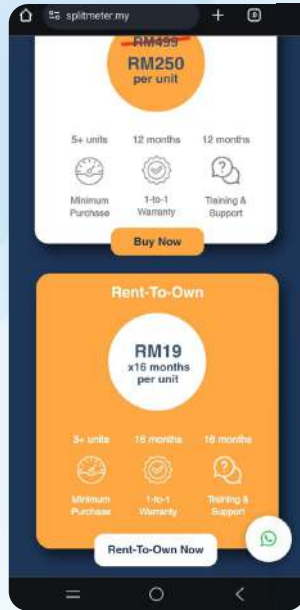 splitmeter.my
RM499
RM250
per unit
5+ units 12 months 12 months
Minimum Purchase 1-to-1 Warranty Training & Support
Buy Now
Rent-To-Own
RM19
x16 months
per unit
16 months 16 months
Minimum Purchase 1-to-1 Warranty Training & Support
Rent-To-Own Now